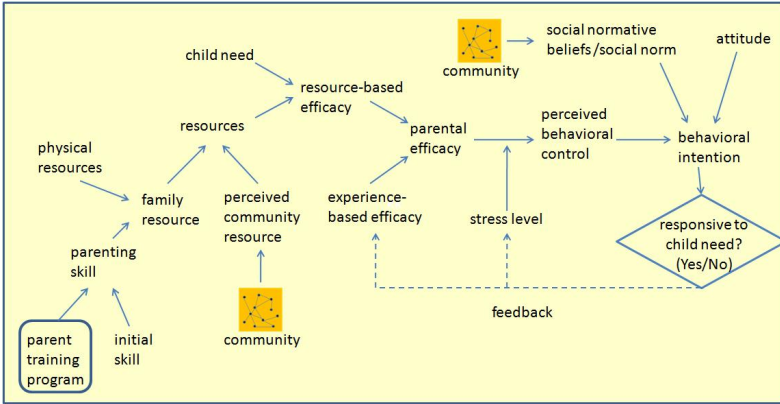 child need
resource-based
efficacy
community
social normative
beliefs/social norm
attitude
physical
resources
resources
parental
efficacy
perceived
behavioral
control
behavioral
intention
family
resource
perceived
community
resource
experience-
based efficacy
stress level
responsive to
child need?
(Yes/No)
parenting
skill
feedback
parent
training
program
initial
skill
community